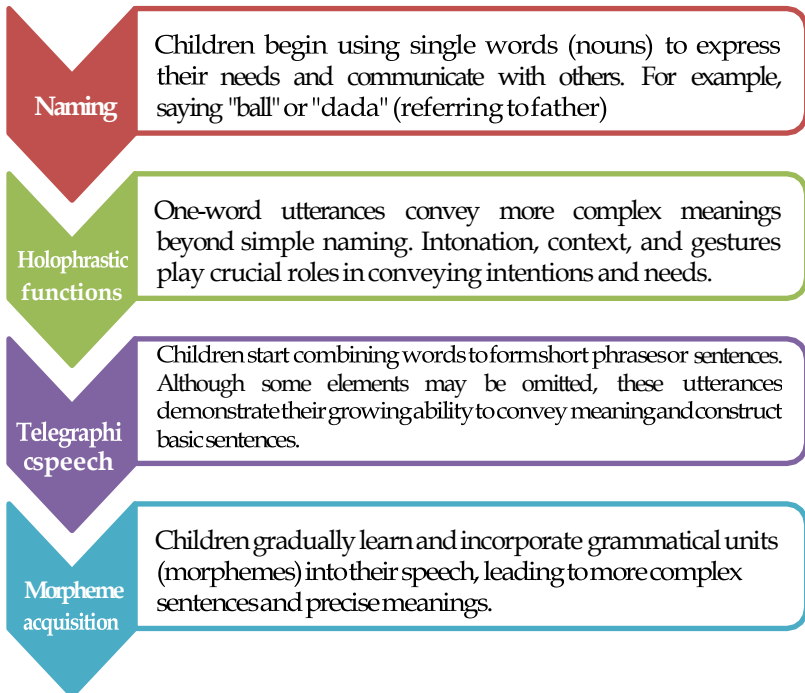 Naming
Children begin using single words (nouns) to express
their needs and communicate with others. For example,
saying "ball" or "dada" (referring to father)
Holophrastic
functions
One-word utterances convey more complex meanings
beyond simple naming. Intonation, context, and gestures
play crucial roles in conveying intentions and needs.
Telegraphi
cspeech
Children start combining words to form short phrases or sentences.
Although some elements may be omitted, these utterances
demonstrate their growing ability to convey meaning and construct
basic sentences.
Morpheme
acquisition
Children gradually learn and incorporate grammatical units
(morphemes) into their speech, leading to more complex
sentences and precise meanings.